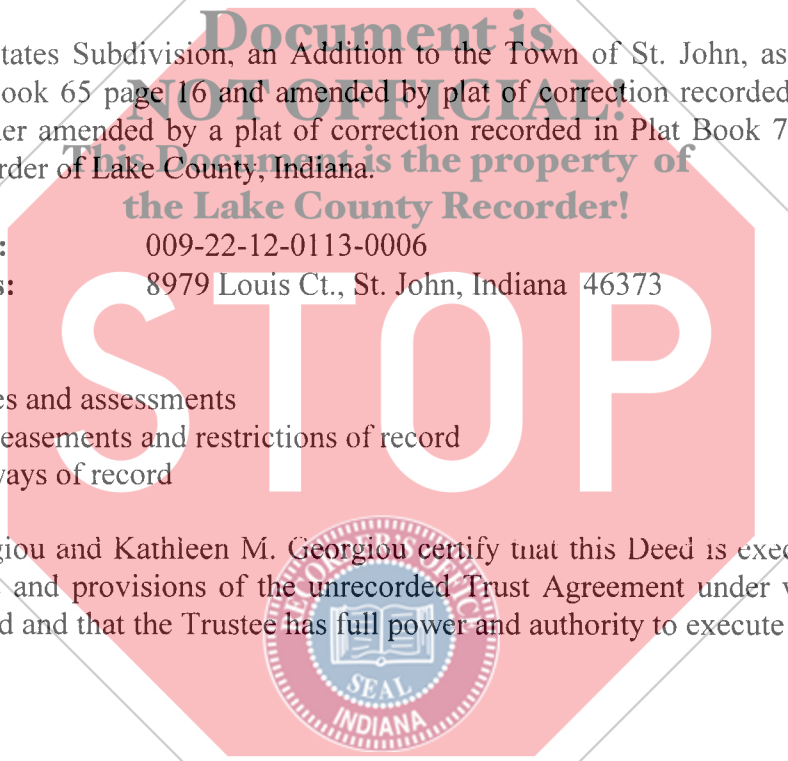 Document is
tates Subdivision, an Addition to the Town of St. John, as
NOT OFFICIAL!
ook 65 page 16 and amended by plat of correction recorded
er amended by a plat of correction recorded in Plat Book 7
This Document is the property of
rder of Lake County, Indiana.
the Lake County Recorder!
: 009-22-12-0113-0006
s: 8979 Louis Ct., St. John, Indiana 46373
STOP
es and assessments
easements and restrictions of record
ways of record
giou and Kathleen M. Georgiou certify that this Deed is exec
and provisions of the unrecorded Trust Agreement under
d and that the Trustee has full power and authority to execute
RECORDER'S OFFICE
SEAL
INDIANA